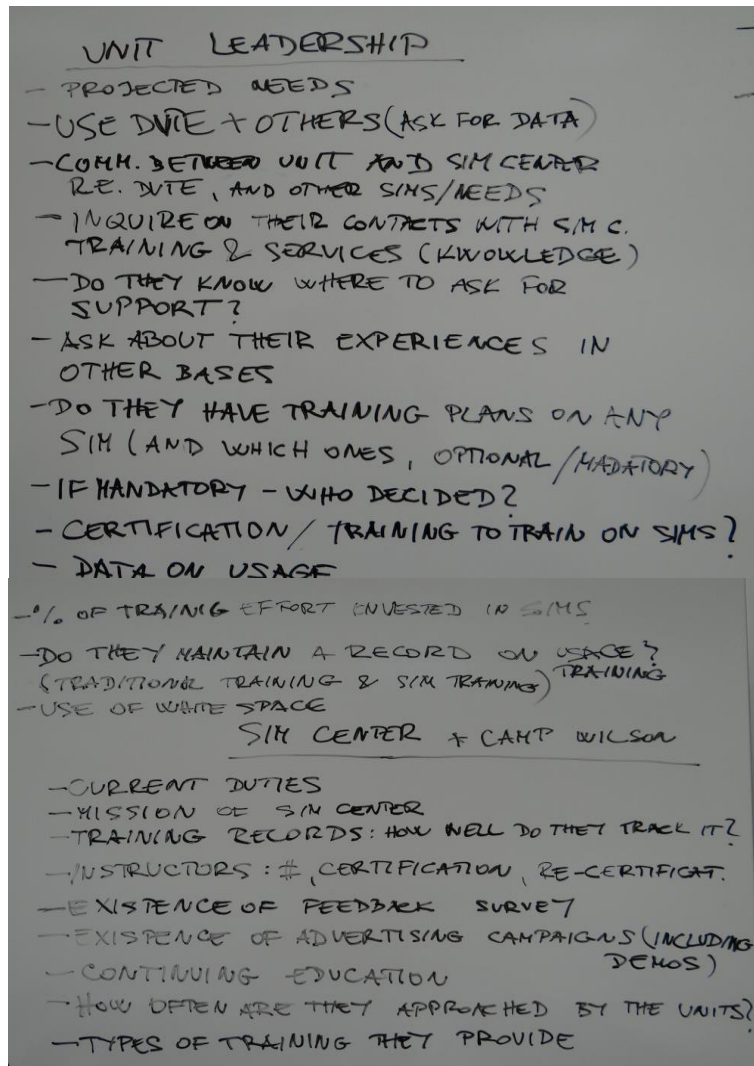 UNIT LEADERSHIP
- PROJECTED NEEDS
- USE DVTE + OTHERS (ASK FOR DATA)
- COMM. BETWEEN UNIT AND SIM CENTER
R.E. DVTE, AND OTHER SIMS/NEEDS
- INQUIRE ON THEIR CONTACTS WITH SIM C.
TRAINING & SERVICES (KWOWLEDGE)
- DO THEY KNOW WHERE TO ASK FOR
SUPPORT?
- ASK ABOUT THEIR EXPERIENCES IN
OTHER BASES
- DO THEY HAVE TRAINING PLANS ON ANY
SIM (AND WHICH ONES, OPTIONAL/MADATORY)
- IF MANDATORY - WHO DECIDED?
- CERTIFICATION/TRAINING TO TRAIN ON SIMS?
- DATA ON USAGE
- % OF TRAINIG EFFORT INVESTED IN SIMS
- DO THEY MAINTAIN A RECORD ON USAGE?
(TRADITIONAL TRAINING & SIM TRAINING) TRAINING
- USE OF WHITE SPACE
SIM CENTER + CAMP WILSON
- CURRENT DUTIES
- MISSION OF SIM CENTER
- TRAINING RECORDS: HOW WELL DO THEY TRACK IT?
- INSTRUCTORS: #, CERTIFICATION, RE-CERTIFICAT.
- EXISTENCE OF FEEDBACK SURVEY
- EXISTENCE OF ADVERTISING CAMPAIGNS (INCLUDING
DEMOS)
- CONTINUING EDUCATION
- HOW OFTEN ARE THEY APPROACHED BY THE UNITS?
- TYPES OF TRAINING THEY PROVIDE